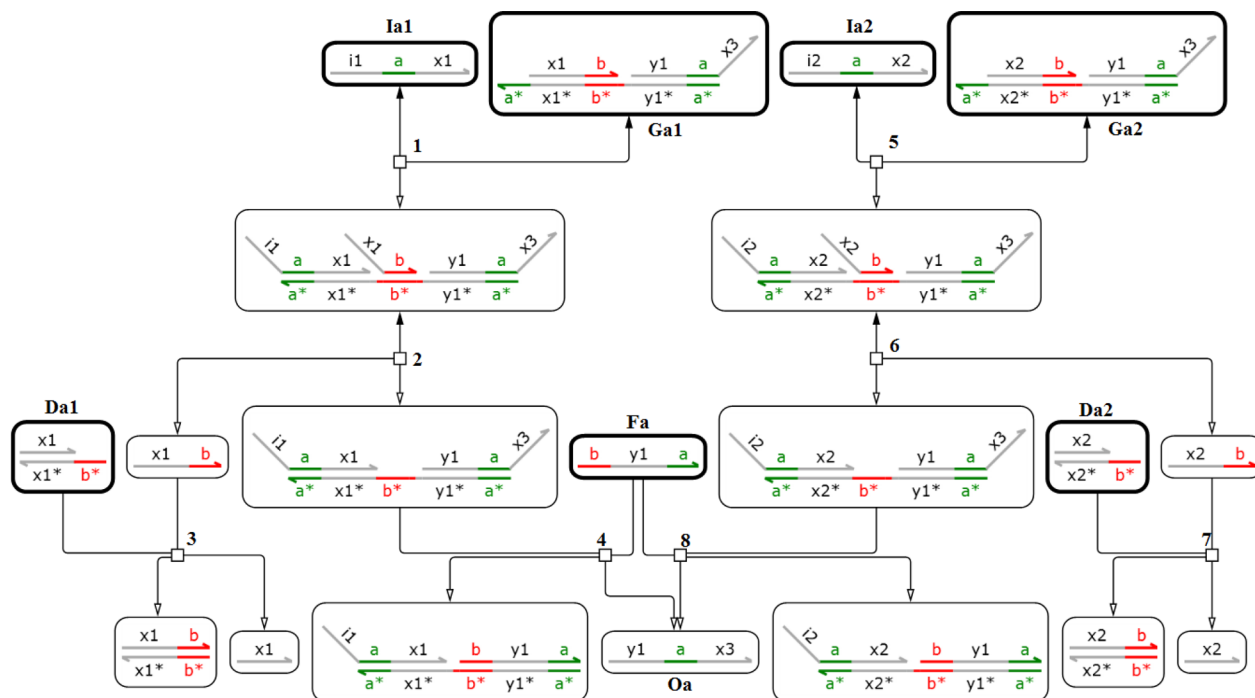 Ia1 Ia2
i1 a x1
x1 b y1 a x3
a* x1* b* y1* a*
i2 a x2
x2 b y1 a x3
a* x2* b* y1* a*
Ga1 Ga2
1 5
i1 a x1 x1 b y1 a x3
a* x1* b* y1* a*
i2 a x2 x2 b y1 a x3
a* x2* b* y1* a*
2 6
Da1
x1
x1* b*
x1 b
i1 a x1 y1 a x3
a* x1* b* y1* a*
Fa
b y1 a
i2 a x2 y1 a x3
a* x2* b* y1* a*
Da2
x2
x2* b*
x2 b
3 4 8 7
x1 b
x1* b*
x1
i1 a x1 b y1 a
a* x1* b* y1* a*
y1 a x3
Oa
i2 a x2 b y1 a
a* x2* b* y1* a*
x2 b
x2* b*
x2